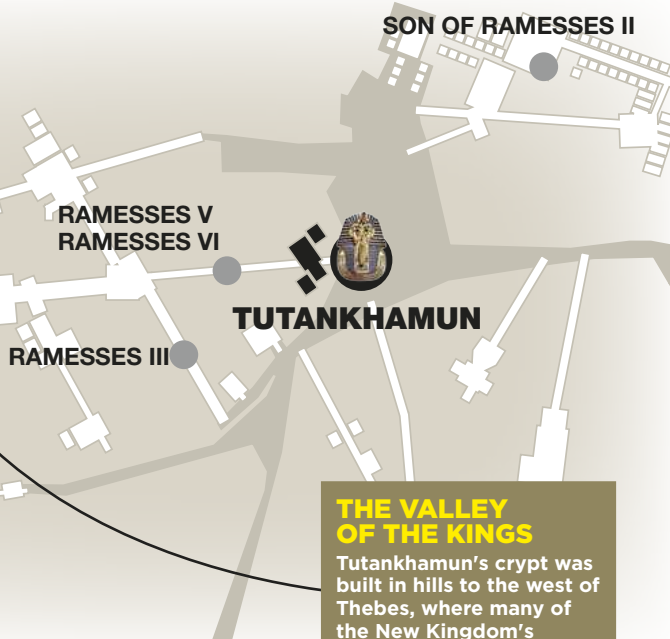 SON OF RAMESSES II
RAMESSES V
RAMESSES VI
TUTANKHAMUN
RAMESSES III
THE VALLEY
OF THE KINGS
Tutankhamun's crypt was
built in hills to the west of
Thebes, where many of
the New Kingdom's